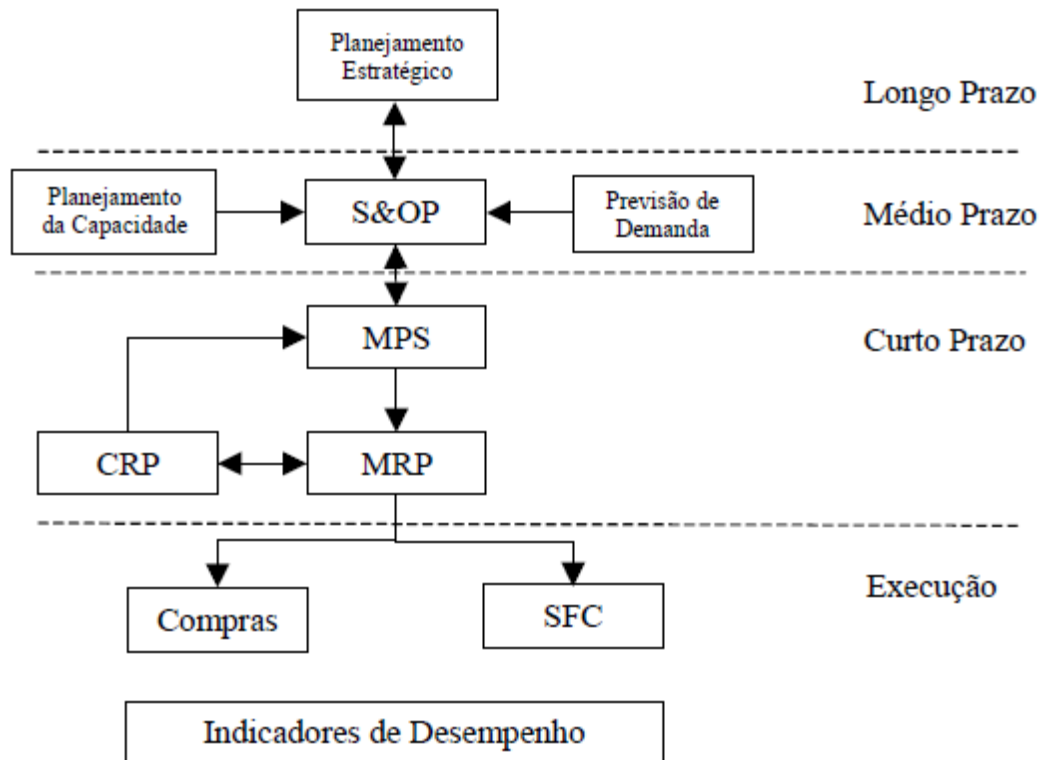 Planejamento
Estratégico
Longo Prazo
Planejamento
da Capacidade
S&OP
Previsão de
Demanda
Médio Prazo
MPS
Curto Prazo
CRP
MRP
Execução
Compras
SFC
Indicadores de Desempenho